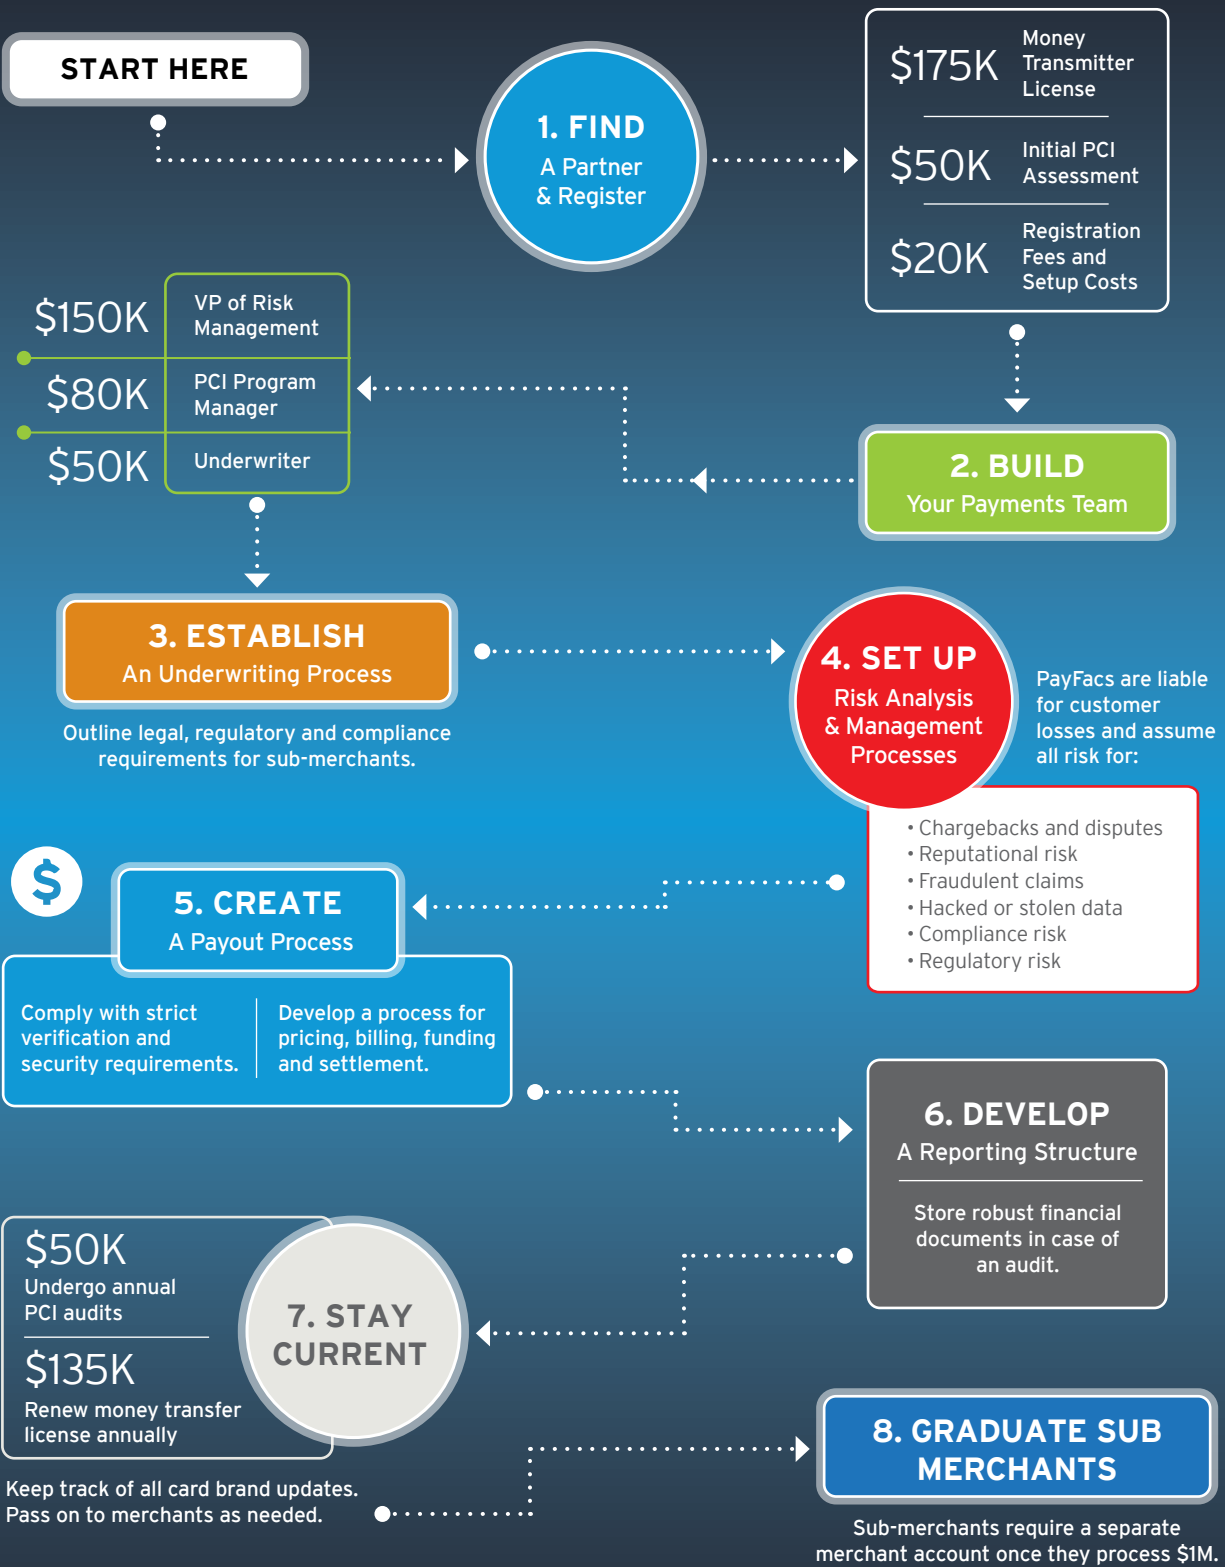 START HERE
1. FIND
A Partner
& Register
$175K
Money
Transmitter
License
$50K
Initial PCI
Assessment
$20K
Registration
Fees and
Setup Costs
2. BUILD
Your Payments Team
$150K
VP of Risk
Management
$80K
PCI Program
Manager
$50K
Underwriter
3. ESTABLISH
An Underwriting Process
Outline legal, regulatory and compliance
requirements for sub-merchants.
4. SET UP
Risk Analysis
& Management
Processes
PayFacs are liable
for customer
losses and assume
all risk for:
• Chargebacks and disputes
• Reputational risk
• Fraudulent claims
• Hacked or stolen data
• Compliance risk
• Regulatory risk
$
5. CREATE
A Payout Process
Comply with strict
verification and
security requirements.
Develop a process for
pricing, billing, funding
and settlement.
6. DEVELOP
A Reporting Structure
Store robust financial
documents in case of
an audit.
7. STAY
CURRENT
$50K
Undergo annual
PCI audits
$135K
Renew money transfer
license annually
Keep track of all card brand updates.
Pass on to merchants as needed.
8. GRADUATE SUB
MERCHANTS
Sub-merchants require a separate
merchant account once they process $1M.